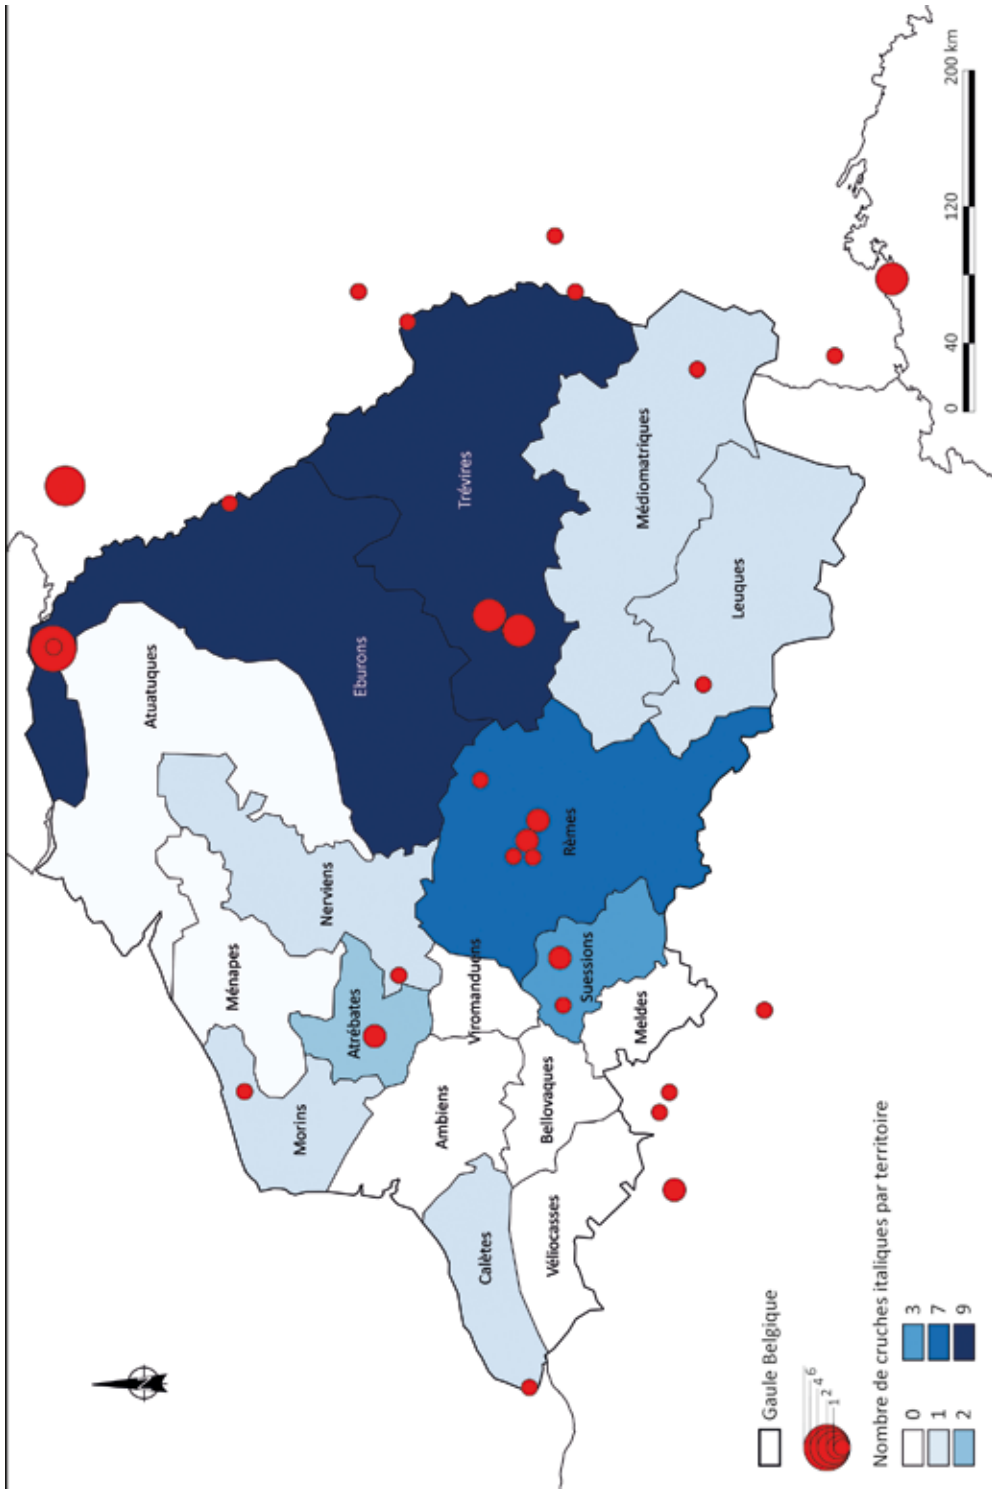 Atuatuques
Eburons
Trévires
Ménapes
Nerviens
Médiomatriques
Leuques
Atrébates
Morins
Rèmes
Viromanduens
Suessions
Ambiens
Bellovaques
Meldes
Calètes
Véliocasses
N
Gaule Belgique
1 2 4 6
Nombre de cruches italiques par territoire
0 3
1 7
2 9
0 40 120 200 km